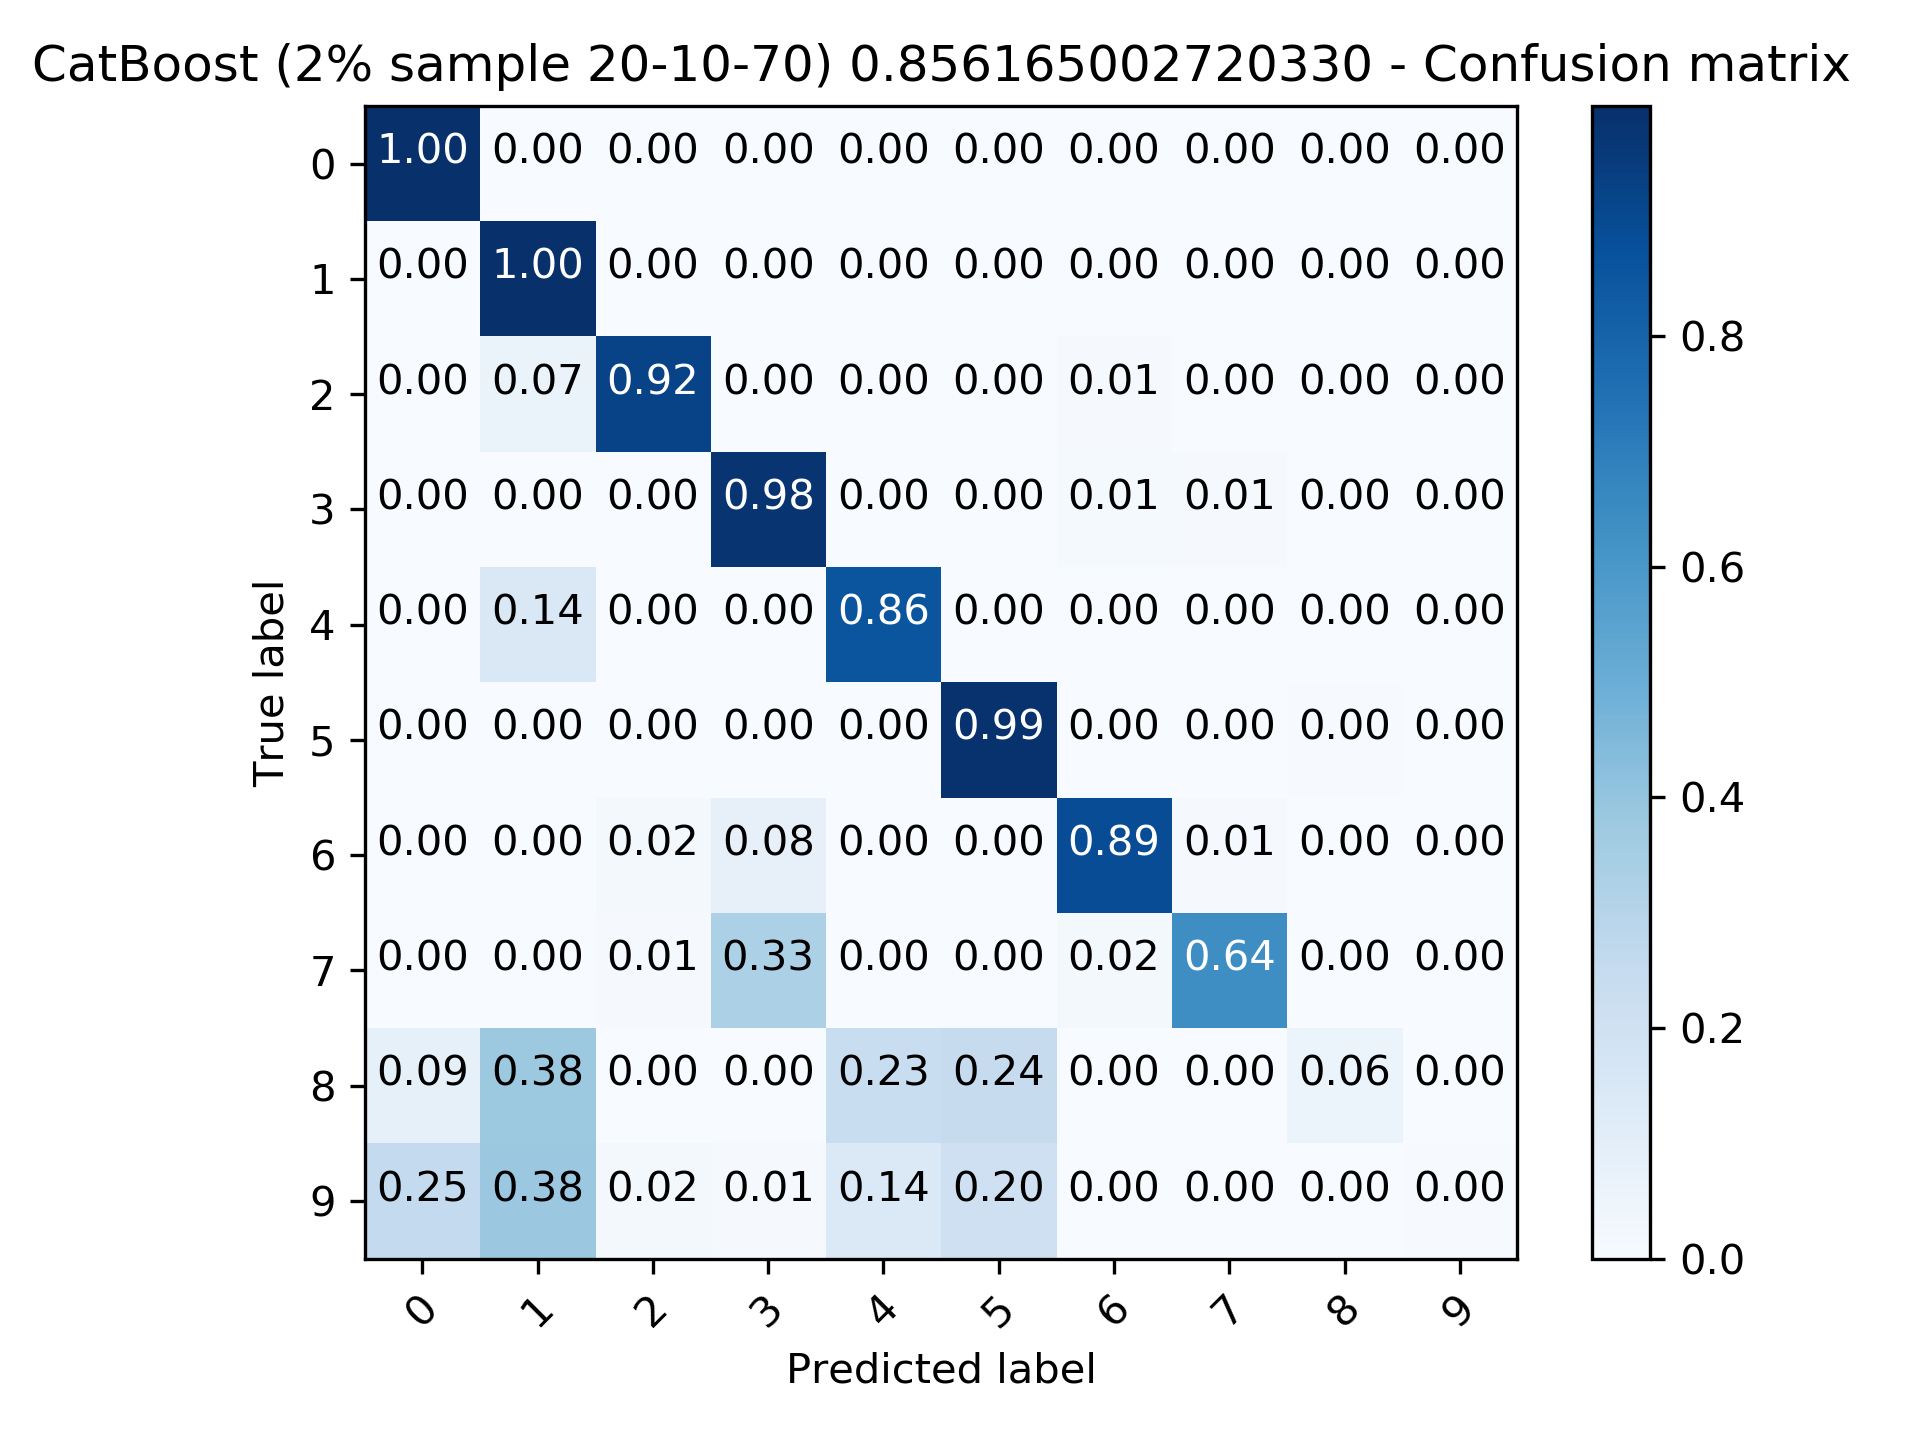 CatBoost (2% sample 20-10-70) 0.856165002720330 - Confusion matrix
0 1.00 0.00 0.00 0.00 0.00 0.00 0.00 0.00 0.00 0.00
1 0.00 1.00 0.00 0.00 0.00 0.00 0.00 0.00 0.00 0.00
2 0.00 0.07 0.92 0.00 0.00 0.00 0.01 0.00 0.00 0.00
3 0.00 0.00 0.00 0.98 0.00 0.00 0.01 0.01 0.00 0.00
4 0.00 0.14 0.00 0.00 0.86 0.00 0.00 0.00 0.00 0.00
5 0.00 0.00 0.00 0.00 0.00 0.99 0.00 0.00 0.00 0.00
6 0.00 0.00 0.02 0.08 0.00 0.00 0.89 0.01 0.00 0.00
7 0.00 0.00 0.01 0.33 0.00 0.00 0.02 0.64 0.00 0.00
8 0.09 0.38 0.00 0.00 0.23 0.24 0.00 0.00 0.06 0.00
9 0.25 0.38 0.02 0.01 0.14 0.20 0.00 0.00 0.00 0.00
0 1 2 3 4 5 6 7 8 9
True label
Predicted label
0.8
0.6
0.4
0.2
0.0